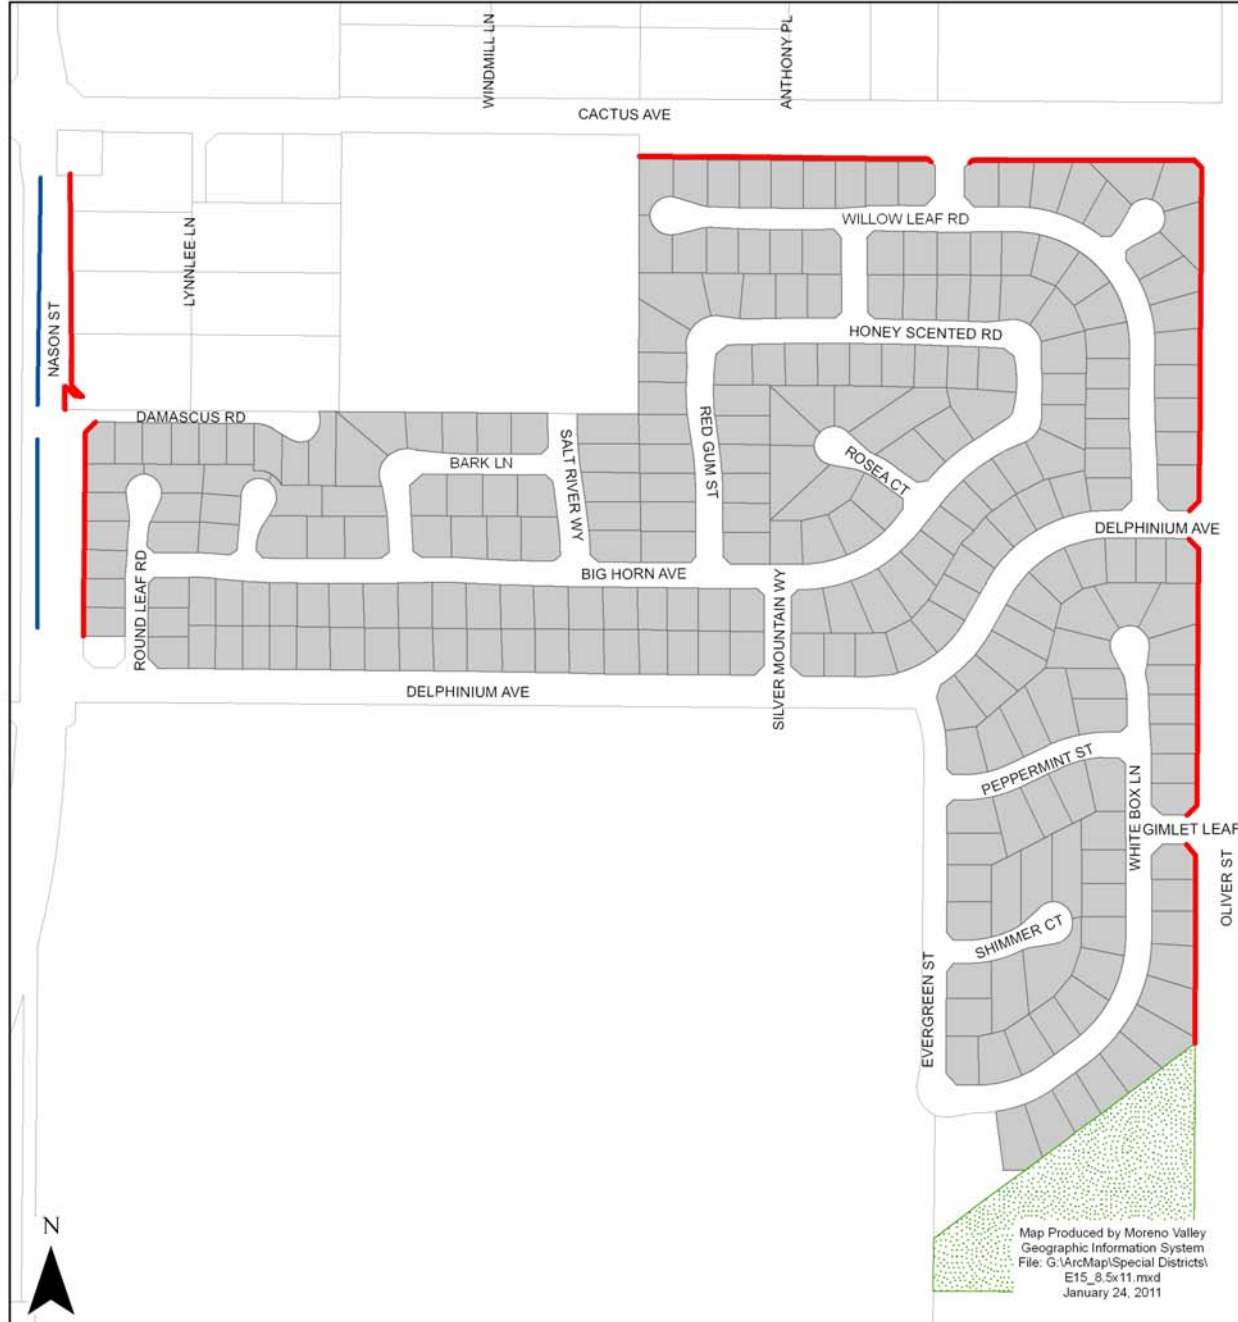 WINDMILL LN
ANTHONY PL
CACTUS AVE
WILLOW LEAF RD
LYNNLEE LN
NASON ST
HONEY SCENTED RD
DAMASCUS RD
RED GUM ST
BARK LN
SALT RIVER WY
ROSEA CT
DELPHINIUM AVE
BIG HORN AVE
ROUND LEAF RD
SILVER MOUNTAIN WY
DELPHINIUM AVE
PEPPERMINT ST
WHITE BOX LN
GIMLET LEAF
OLIVER ST
SHIMMER CT
EVERGREEN ST
N
Map Produced by Moreno Valley
Geographic Information System
File: G:\ArcMap\Special Districts\
E15_8.5x11.mxd
January 24, 2011